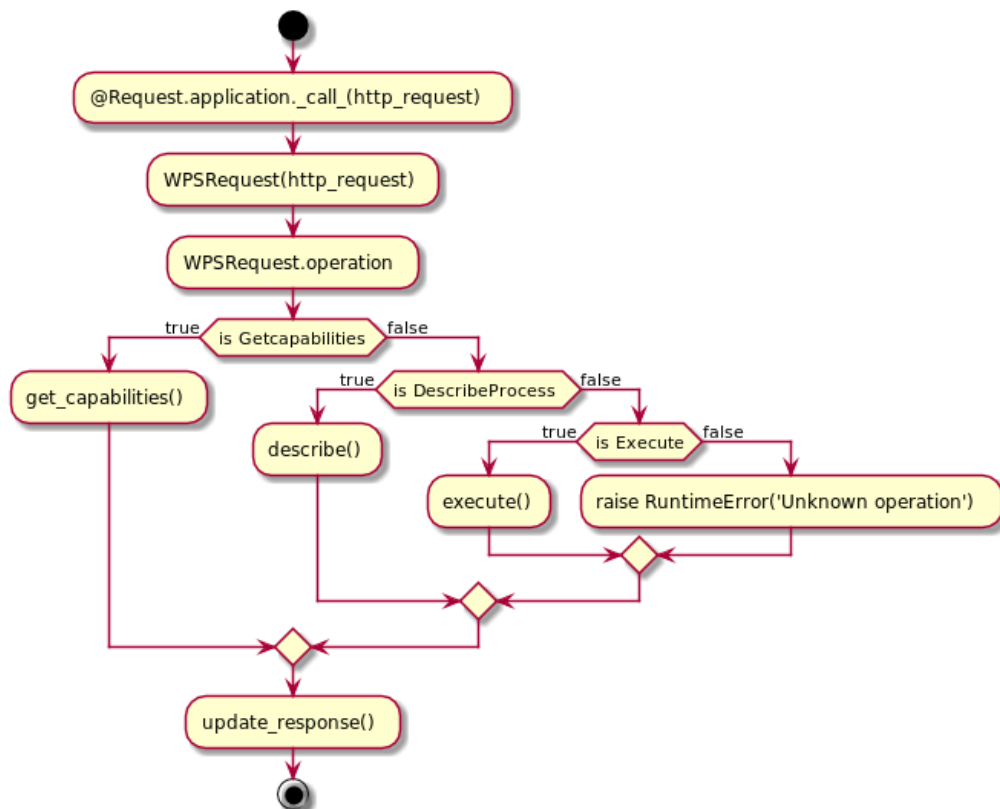 @Request.application._call_(http_request)
WPSRequest(http_request)
WPSRequest.operation
true
is Getcapabilities
false
get_capabilities()
true
is DescribeProcess
false
describe()
true
is Execute
false
execute()
raise RuntimeError('Unknown operation')
update_response()